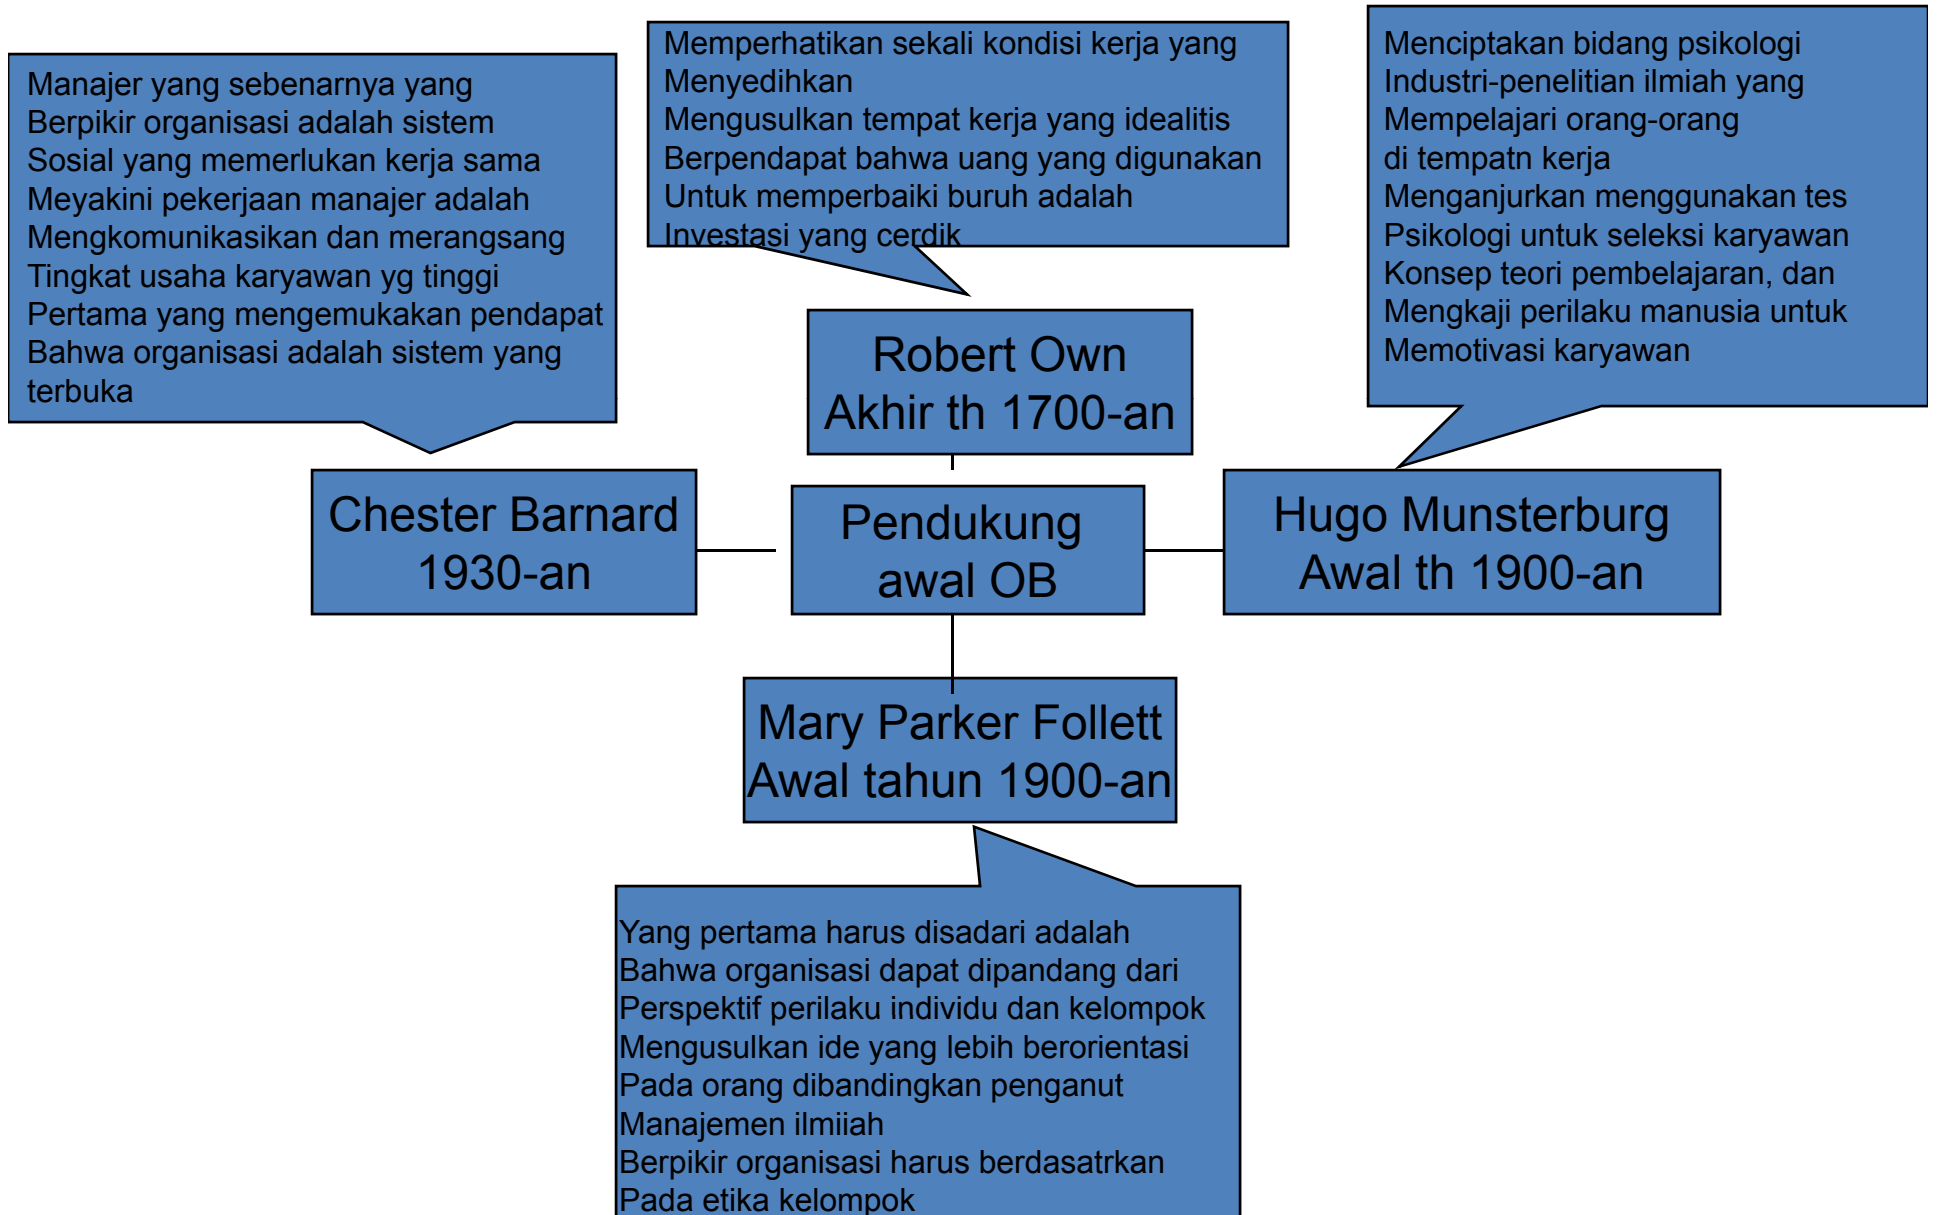 Manajer yang sebenarnya yang
Berpikir organisasi adalah sistem
Sosial yang memerlukan kerja sama
Meyakini pekerjaan manajer adalah
Mengkomunikasikan dan merangsang
Tingkat usaha karyawan yg tinggi
Pertama yang mengemukakan pendapat
Bahwa organisasi adalah sistem yang
terbuka
Memperhatikan sekali kondisi kerja yang
Menyedihkan
Mengusulkan tempat kerja yang idealitis
Berpendapat bahwa uang yang digunakan
Untuk memperbaiki buruh adalah
Investasi yang cerdik
Menciptakan bidang psikologi
Industri-penelitian ilmiah yang
Mempelajari orang-orang
di tempatn kerja
Menganjurkan menggunakan tes
Psikologi untuk seleksi karyawan
Konsep teori pembelajaran, dan
Mengkaji perilaku manusia untuk
Memotivasi karyawan
Robert Own
Akhir th 1700-an
Chester Barnard
1930-an
Pendukung
awal OB
Hugo Munsterburg
Awal th 1900-an
Mary Parker Follett
Awal tahun 1900-an
Yang pertama harus disadari adalah
Bahwa organisasi dapat dipandang dari
Perspektif perilaku individu dan kelompok
Mengusulkan ide yang lebih berorientasi
Pada orang dibandingkan penganut
Manajemen ilmiiah
Berpikir organisasi harus berdasatrkan
Pada etika kelompok